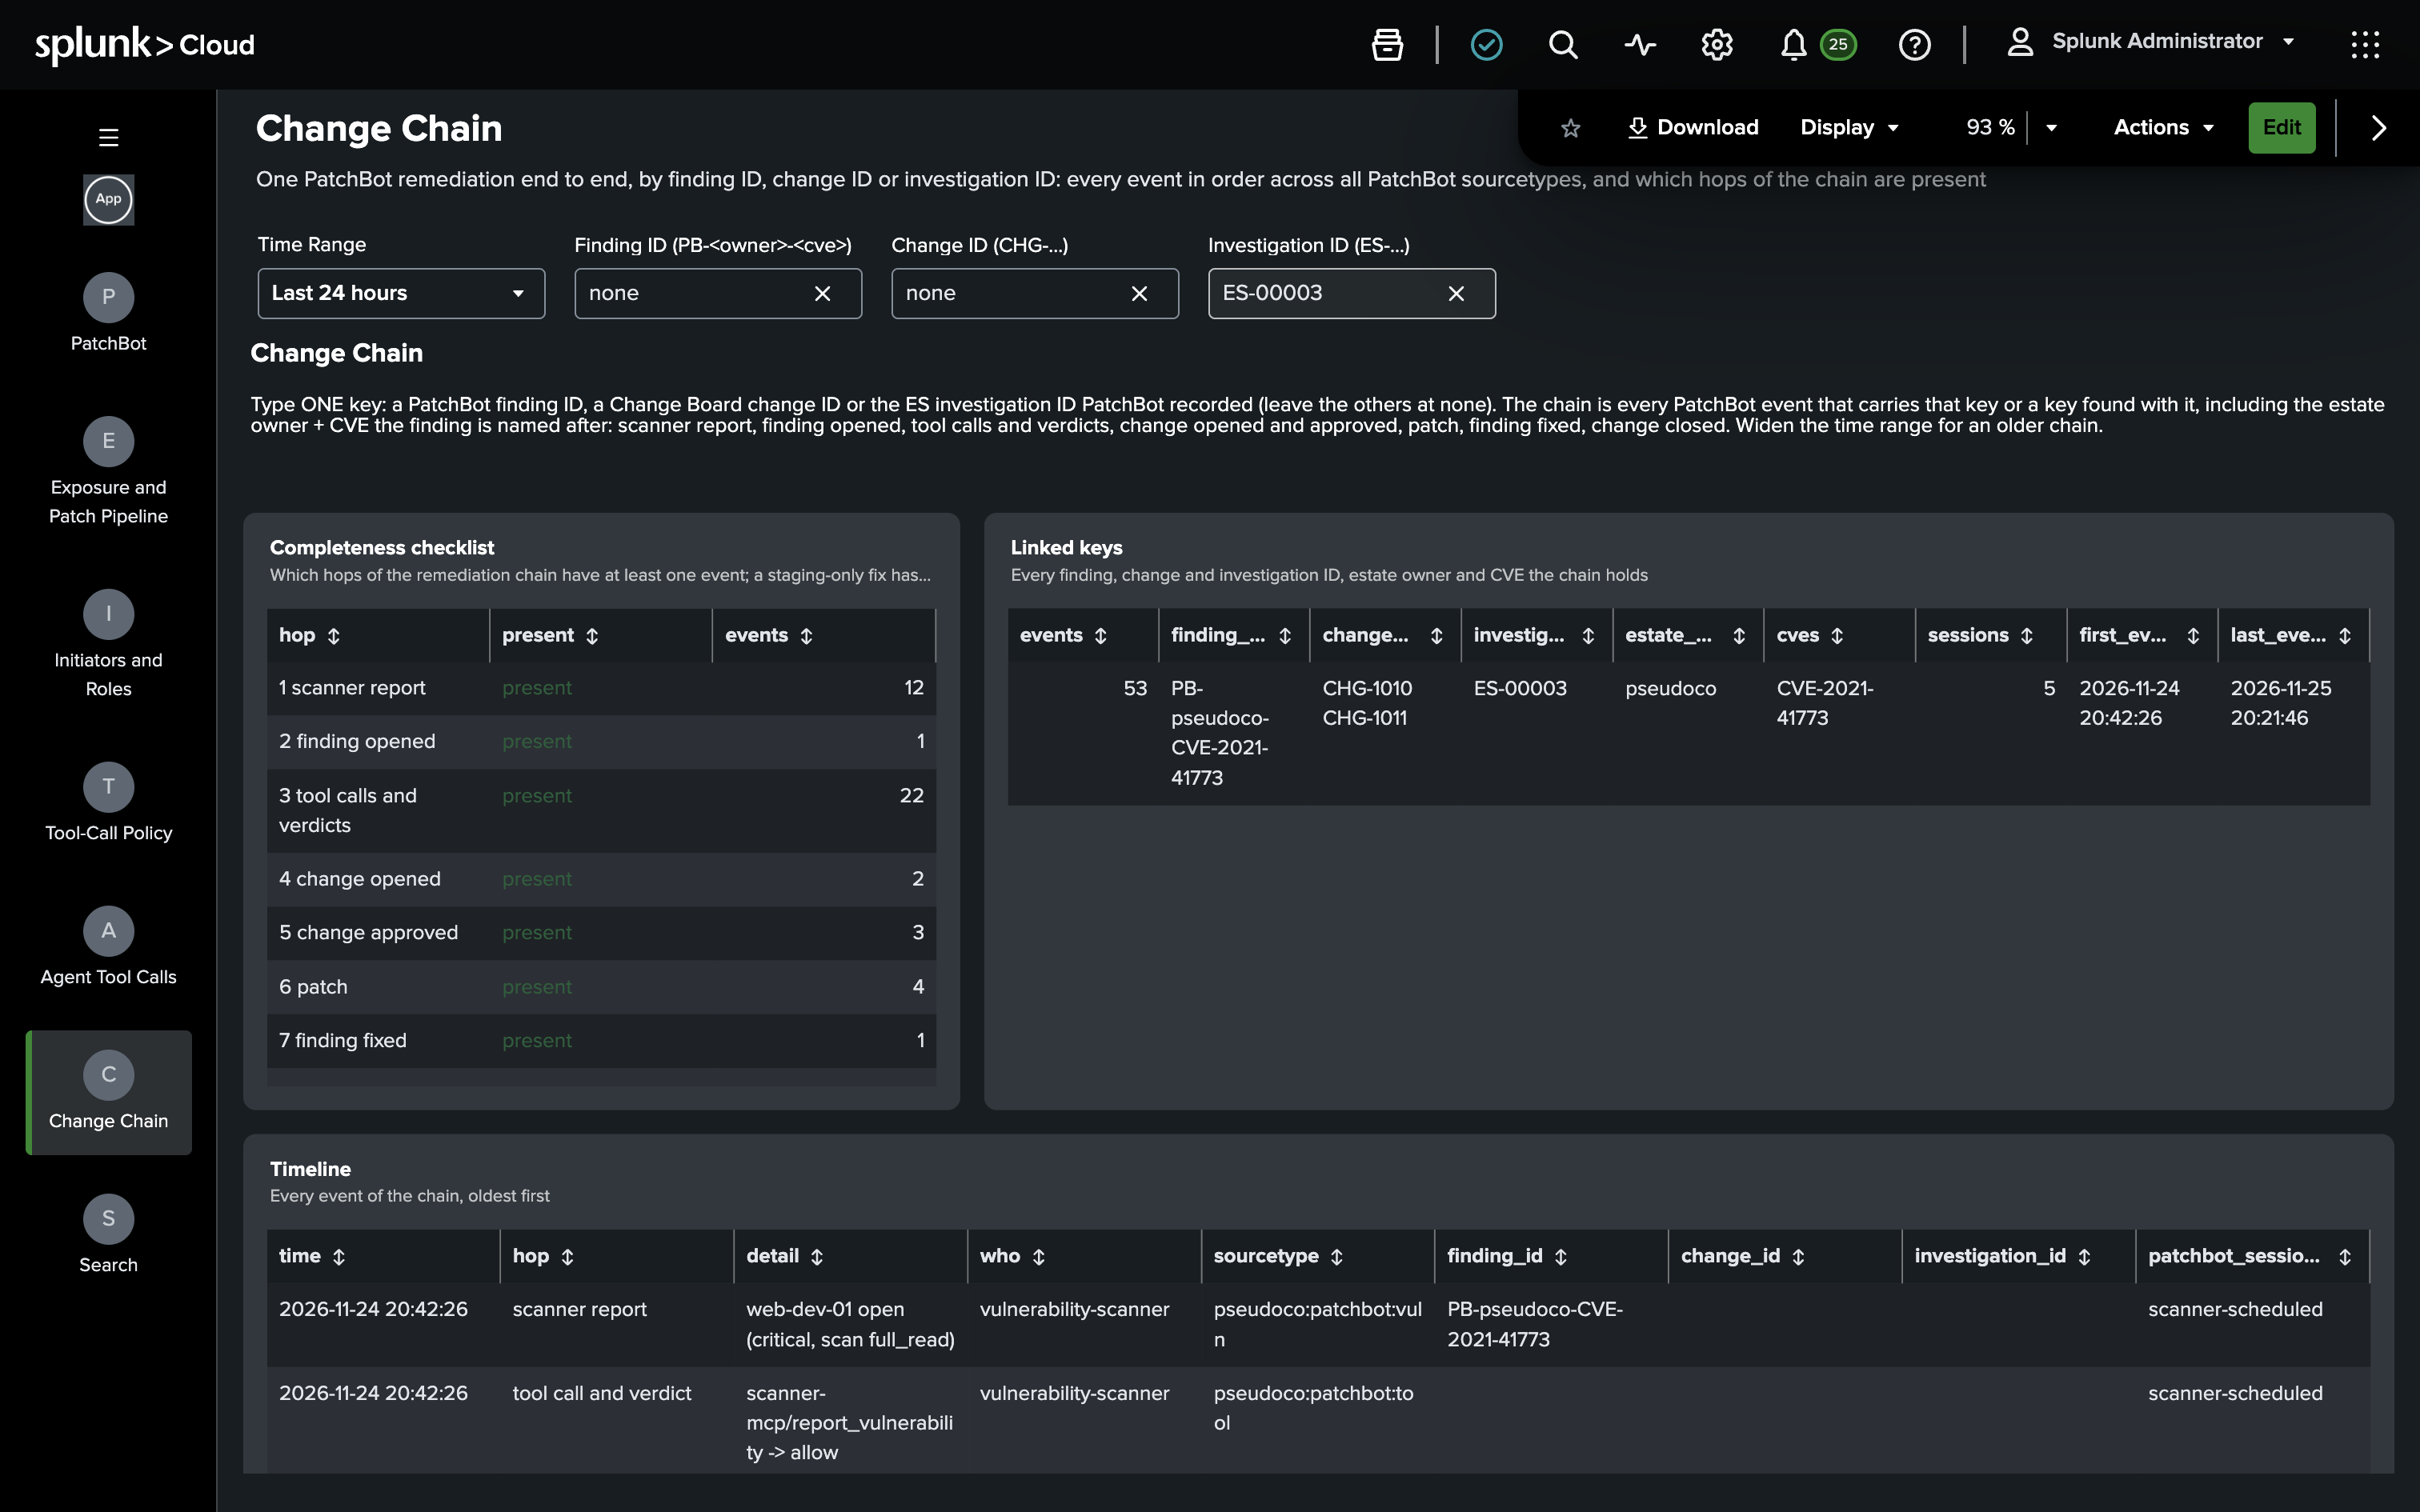 splunk>Cloud
25
Splunk Administrator
App
P
PatchBot
E
Exposure and
Patch Pipeline
I
Initiators and
Roles
T
Tool-Call Policy
A
Agent Tool Calls
C
Change Chain
S
Search
Change Chain
Download
Display
93 %
Actions
Edit
One PatchBot remediation end to end, by finding ID, change ID or investigation ID: every event in order across all PatchBot sourcetypes, and which hops of the chain are present
Time Range
Last 24 hours
Finding ID (PB-<owner>-<cve>)
none
Change ID (CHG-...)
none
Investigation ID (ES-...)
ES-00003
Change Chain
Type ONE key: a PatchBot finding ID, a Change Board change ID or the ES investigation ID PatchBot recorded (leave the others at none). The chain is every PatchBot event that carries that key or a key found with it, including the estate
owner + CVE the finding is named after: scanner report, finding opened, tool calls and verdicts, change opened and approved, patch, finding fixed, change closed. Widen the time range for an older chain.
Completeness checklist
Which hops of the remediation chain have at least one event; a staging-only fix has...
hop present events
1 scanner report present 12
2 finding opened present 1
3 tool calls and present 22
verdicts
4 change opened present 2
5 change approved present 3
6 patch present 4
7 finding fixed present 1
Linked keys
Every finding, change and investigation ID, estate owner and CVE the chain holds
events finding_... change... investig... estate_... cves sessions first_ev... last_eve...
53 PB- CHG-1010 ES-00003 pseudoco CVE-2021- 5 2026-11-24 2026-11-25
pseudoco- CHG-1011 41773 20:42:26 20:21:46
CVE-2021-
41773
Timeline
Every event of the chain, oldest first
time hop detail who sourcetype finding_id change_id investigation_id patchbot_sessio...
2026-11-24 20:42:26 scanner report web-dev-01 open vulnerability-scanner pseudoco:patchbot:vul PB-pseudoco-CVE- scanner-scheduled
(critical, scan full_read) n 2021-41773
2026-11-24 20:42:26 tool call and verdict scanner- vulnerability-scanner pseudoco:patchbot:to scanner-scheduled
mcp/report_vulnerabili ol
ty -> allow